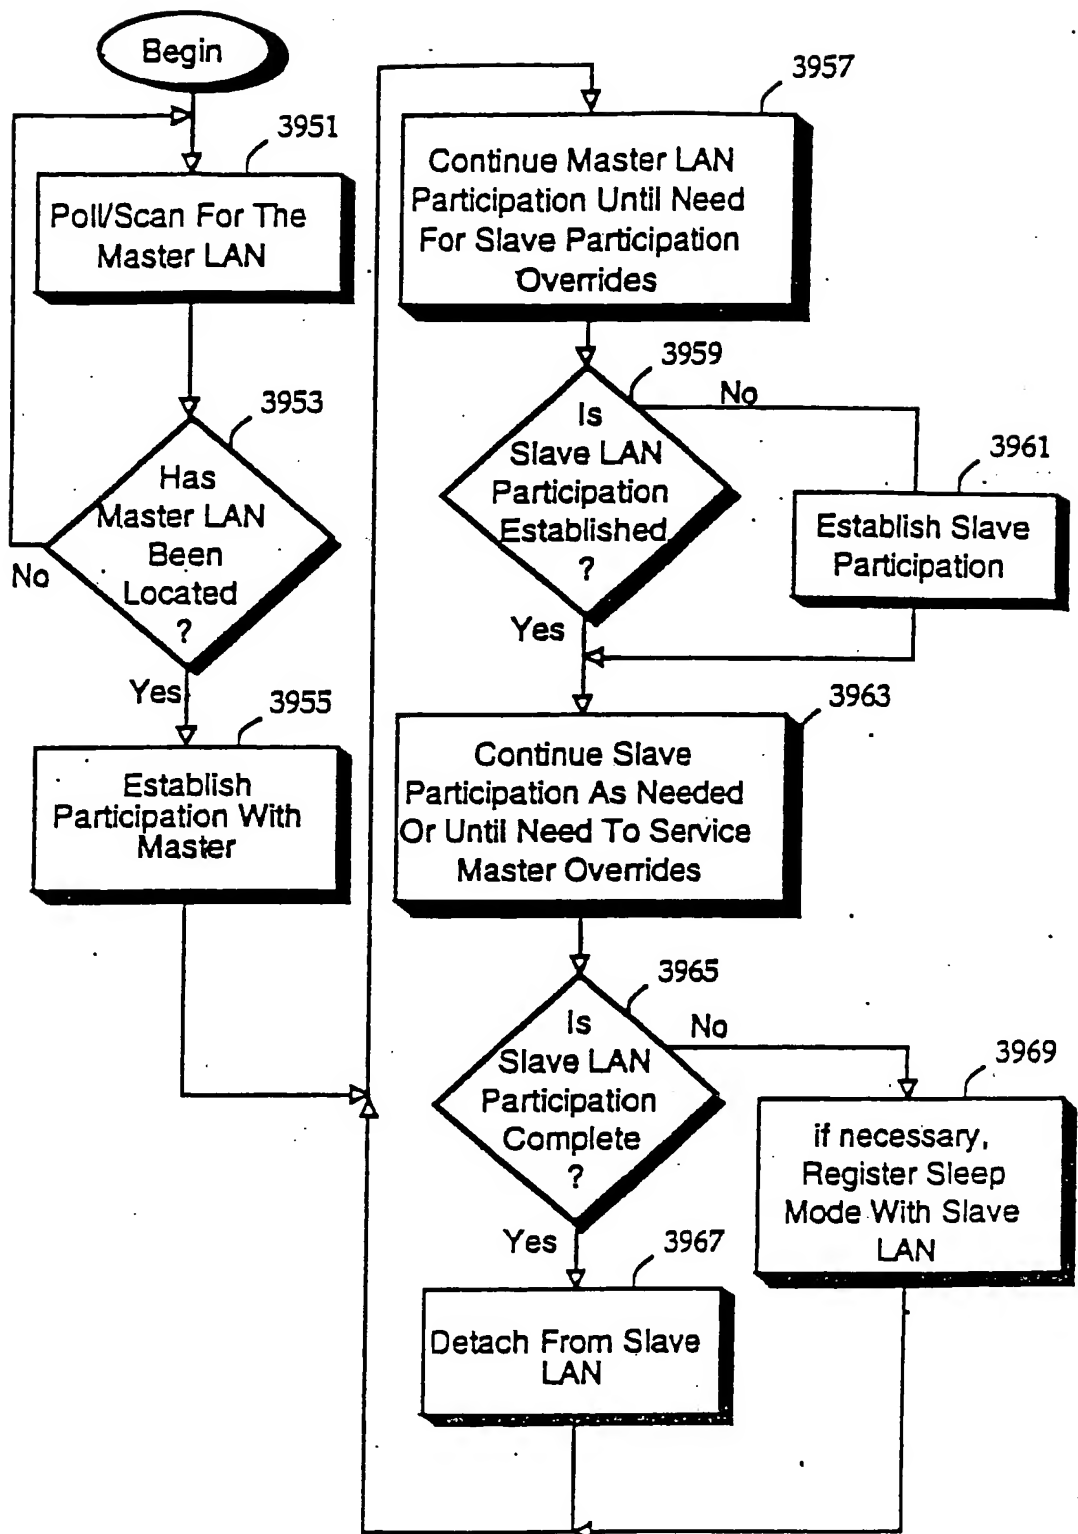 Begin
3951
Poll/Scan For The
Master LAN
3953
Has
Master LAN
Been
Located
?
No
Yes
3955
Establish
Participation With
Master
3957
Continue Master LAN
Participation Until Need
For Slave Participation
Overrides
3959
Is
Slave LAN
Participation
Established
?
No
Yes
3961
Establish Slave
Participation
3963
Continue Slave
Participation As Needed
Or Until Need To Service
Master Overrides
3965
Is
Slave LAN
Participation
Complete
?
No
Yes
3967
Detach From Slave
LAN
3969
if necessary,
Register Sleep
Mode With Slave
LAN